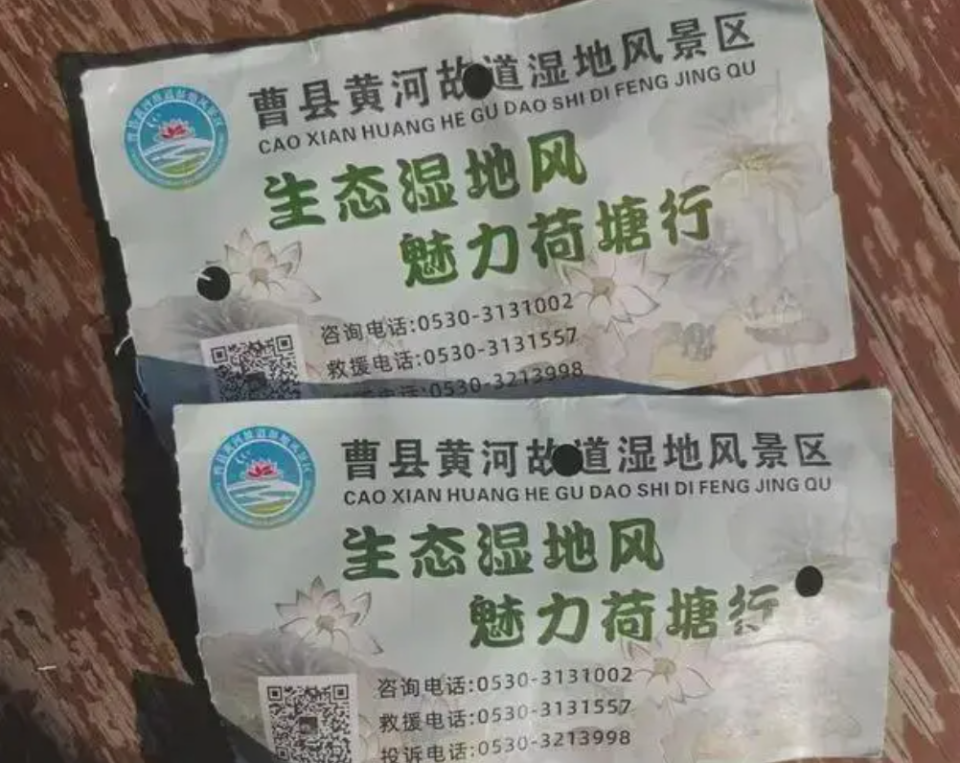 曹县黄河故道湿地风景区
CAO XIAN HUANG HE GU DAO SHI DI FENG JING QU
生态湿地风
魅力荷塘行
咨询电话:0530-3131002
救援电话:0530-3131557
电话:0530-3213998
曹县黄河故道湿地风景区
CAO XIAN HUANG HE GU DAO SHI DI FENG JING QU
生态湿地风
魅力荷塘行
咨询电话:0530-3131002
救援电话:0530-3131557
投诉电话:0530-3213998